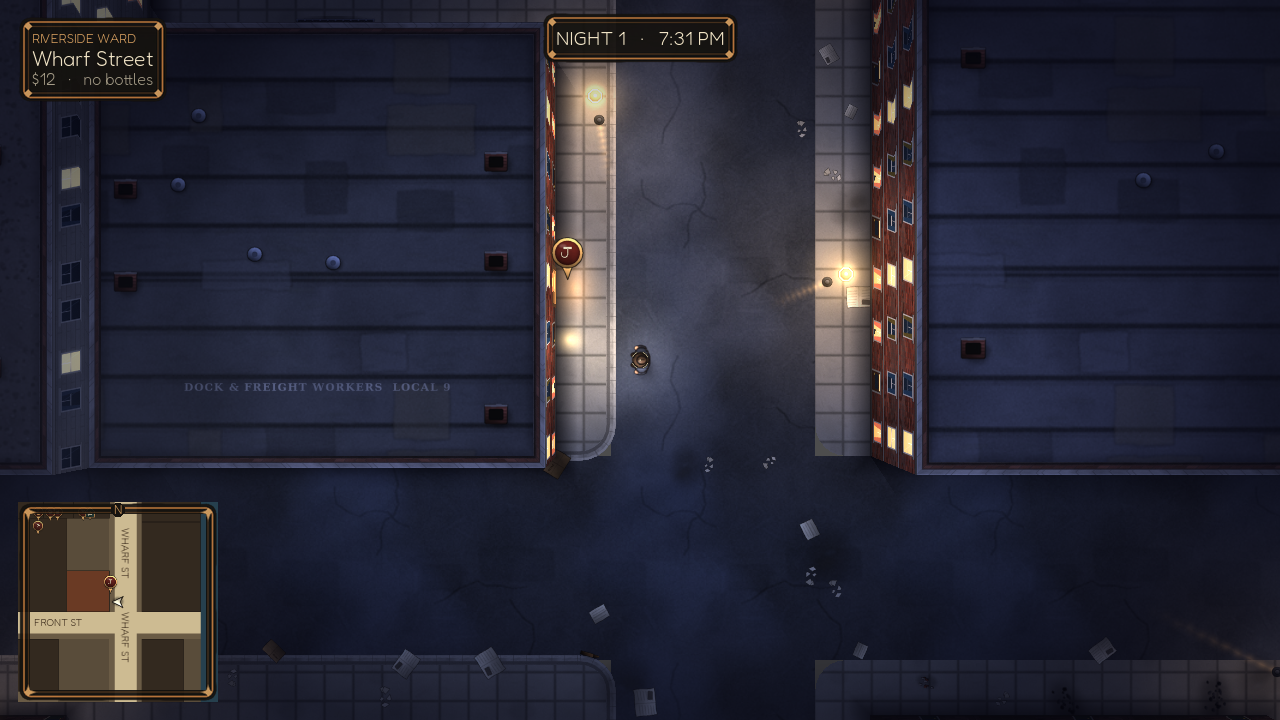 RIVERSIDE WARD
Wharf Street
$12 · no bottles
NIGHT 1 · 7:31 PM
J
DOCK & FREIGHT WORKERS LOCAL 9
N
WHARF ST
J
FRONT ST
WHARF ST